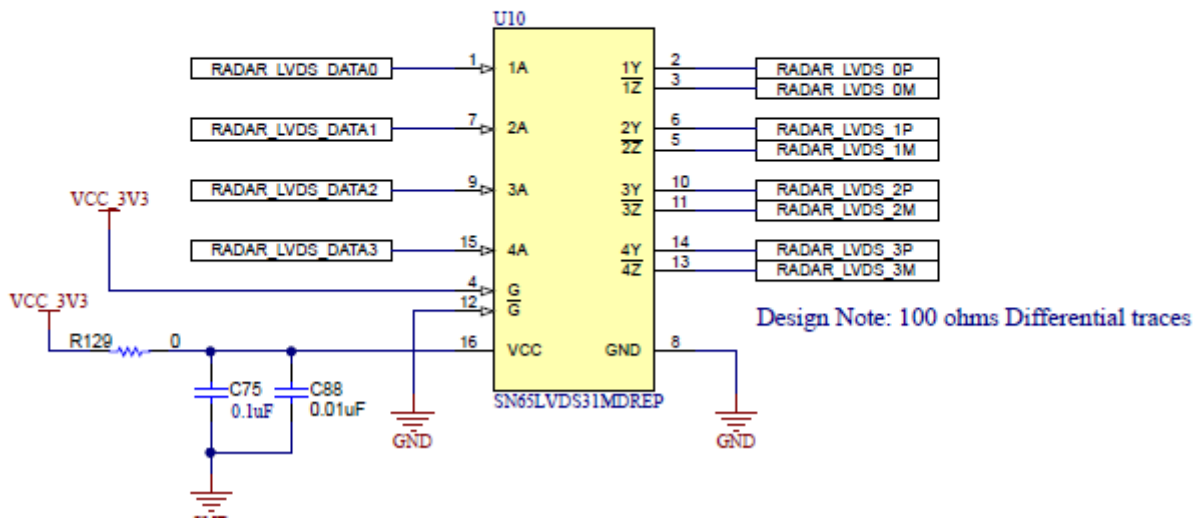 U10
RADAR_LVDS_DATA0 1 1A 1Y 2 RADAR_LVDS_0P
1Z 3 RADAR_LVDS_0M
RADAR_LVDS_DATA1 7 2A 2Y 6 RADAR_LVDS_1P
2Z 5 RADAR_LVDS_1M
RADAR_LVDS_DATA2 9 3A 3Y 10 RADAR_LVDS_2P
VCC_3V3 3Z 11 RADAR_LVDS_2M
RADAR_LVDS_DATA3 15 4A 4Y 14 RADAR_LVDS_3P
4Z 13 RADAR_LVDS_3M
4 G
VCC_3V3 12 G
Design Note: 100 ohms Differential traces
R129 0 16 VCC GND 8
C75 C88
0.1uF 0.01uF
SN65LVDS31MDREP
GND GND